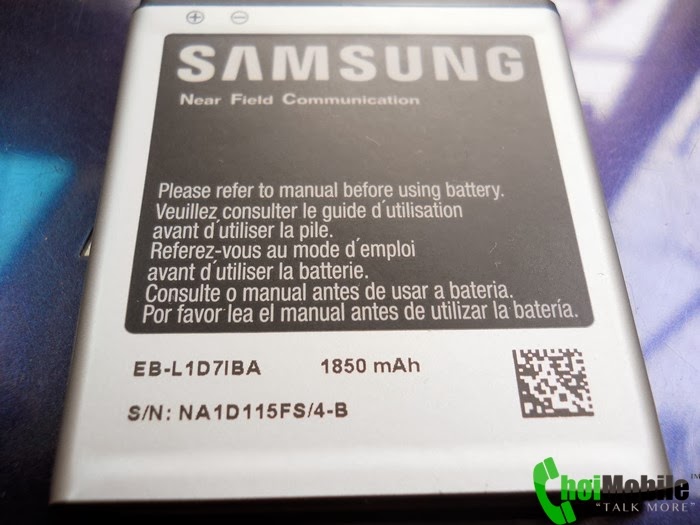 SAMSUNG
Near Field Communication
Please refer to manual before using battery.
Veuillez consulter le guide d´utilisation
avant d´utiliser la pile.
Referez-vous au mode d´emploi
avant d´utiliser la batterie.
Consulte o manual antes de usar a bateria.
Por favor lea el manual antes de utilizar la batería.
EB-L1D7IBA 1850 mAh
S/N: NA1D115FS/4-B
ChơiMobile™
"TALK MORE"